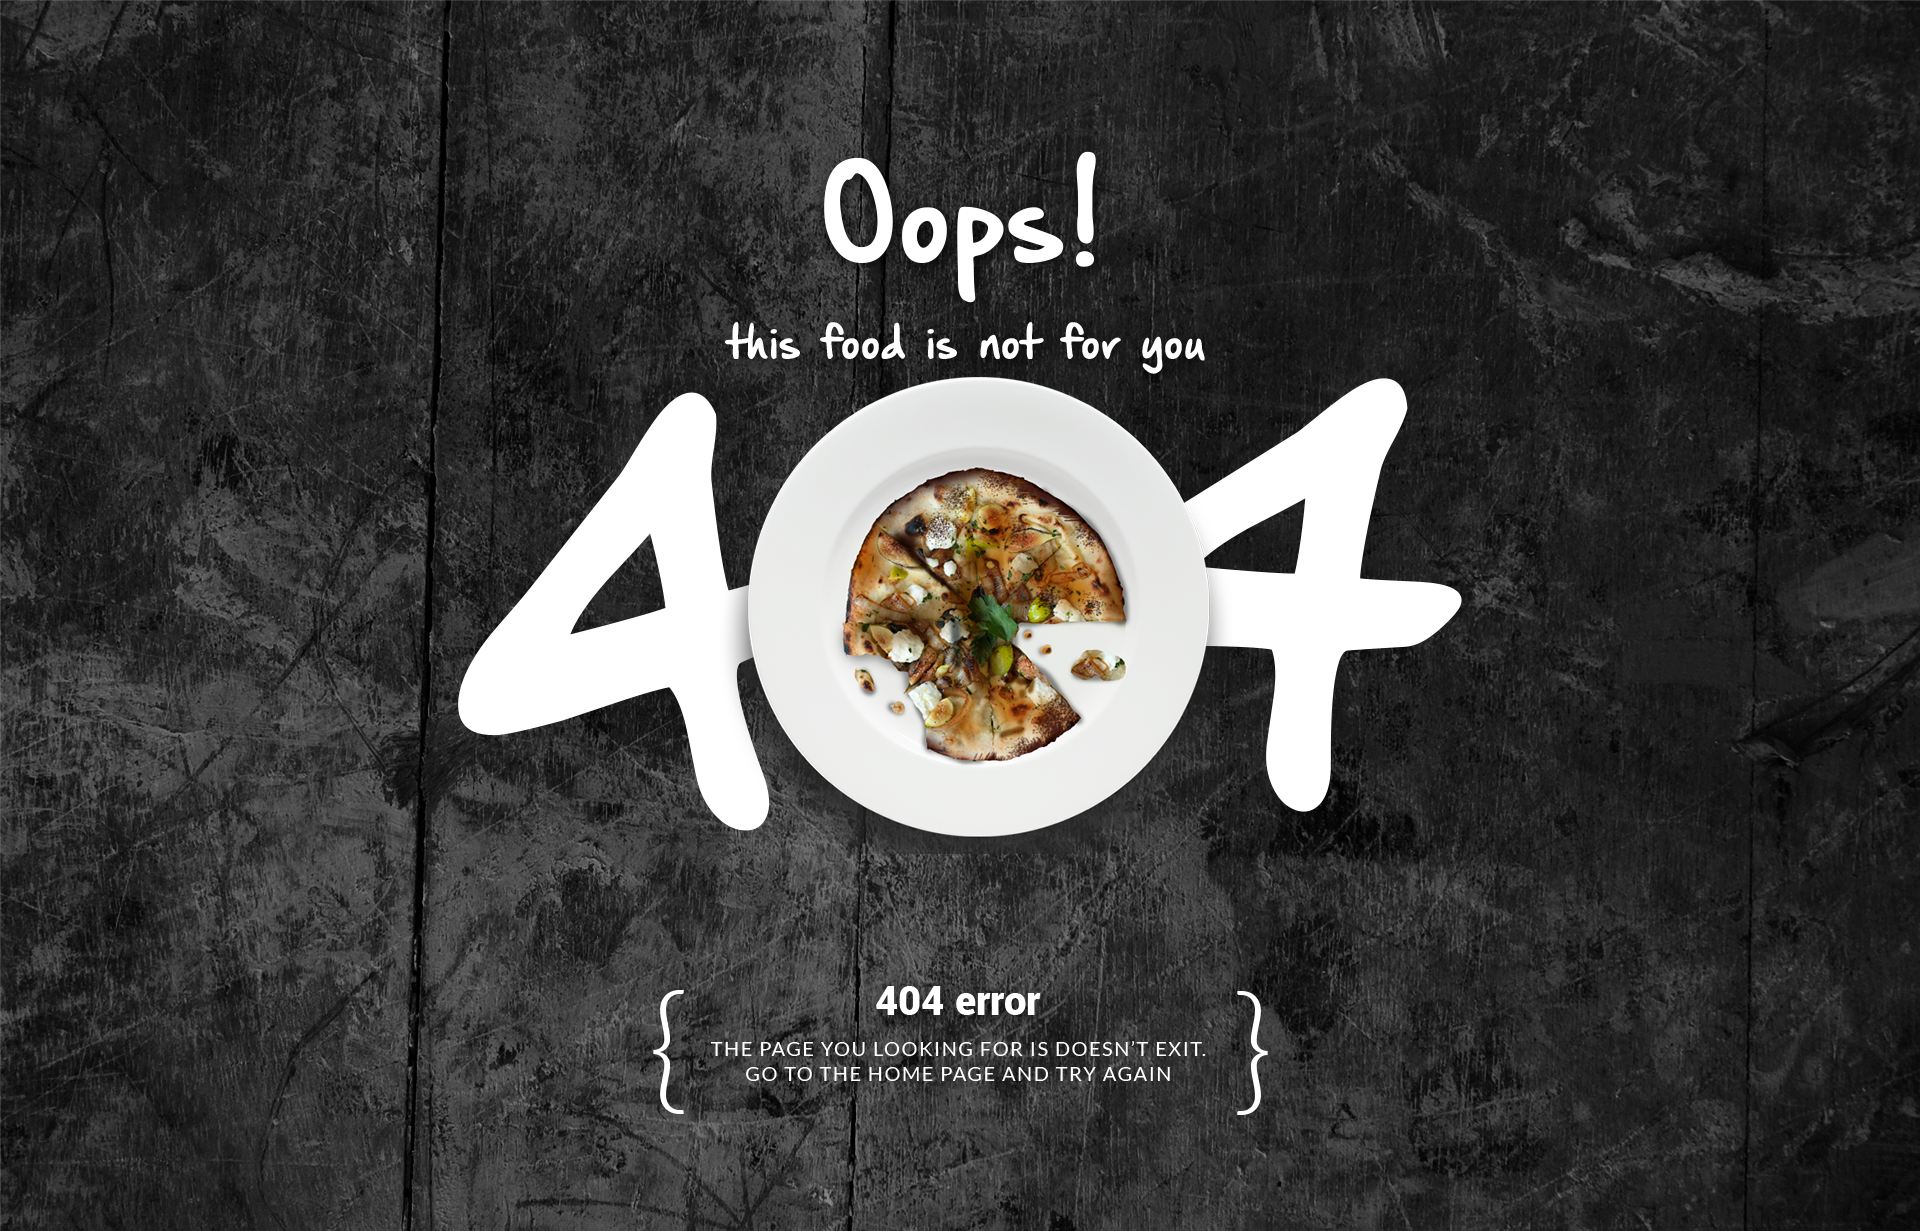 Oops!
this food is not for you
404
404 error
THE PAGE YOU LOOKING FOR IS DOESN'T EXIT.
GO TO THE HOME PAGE AND TRY AGAIN